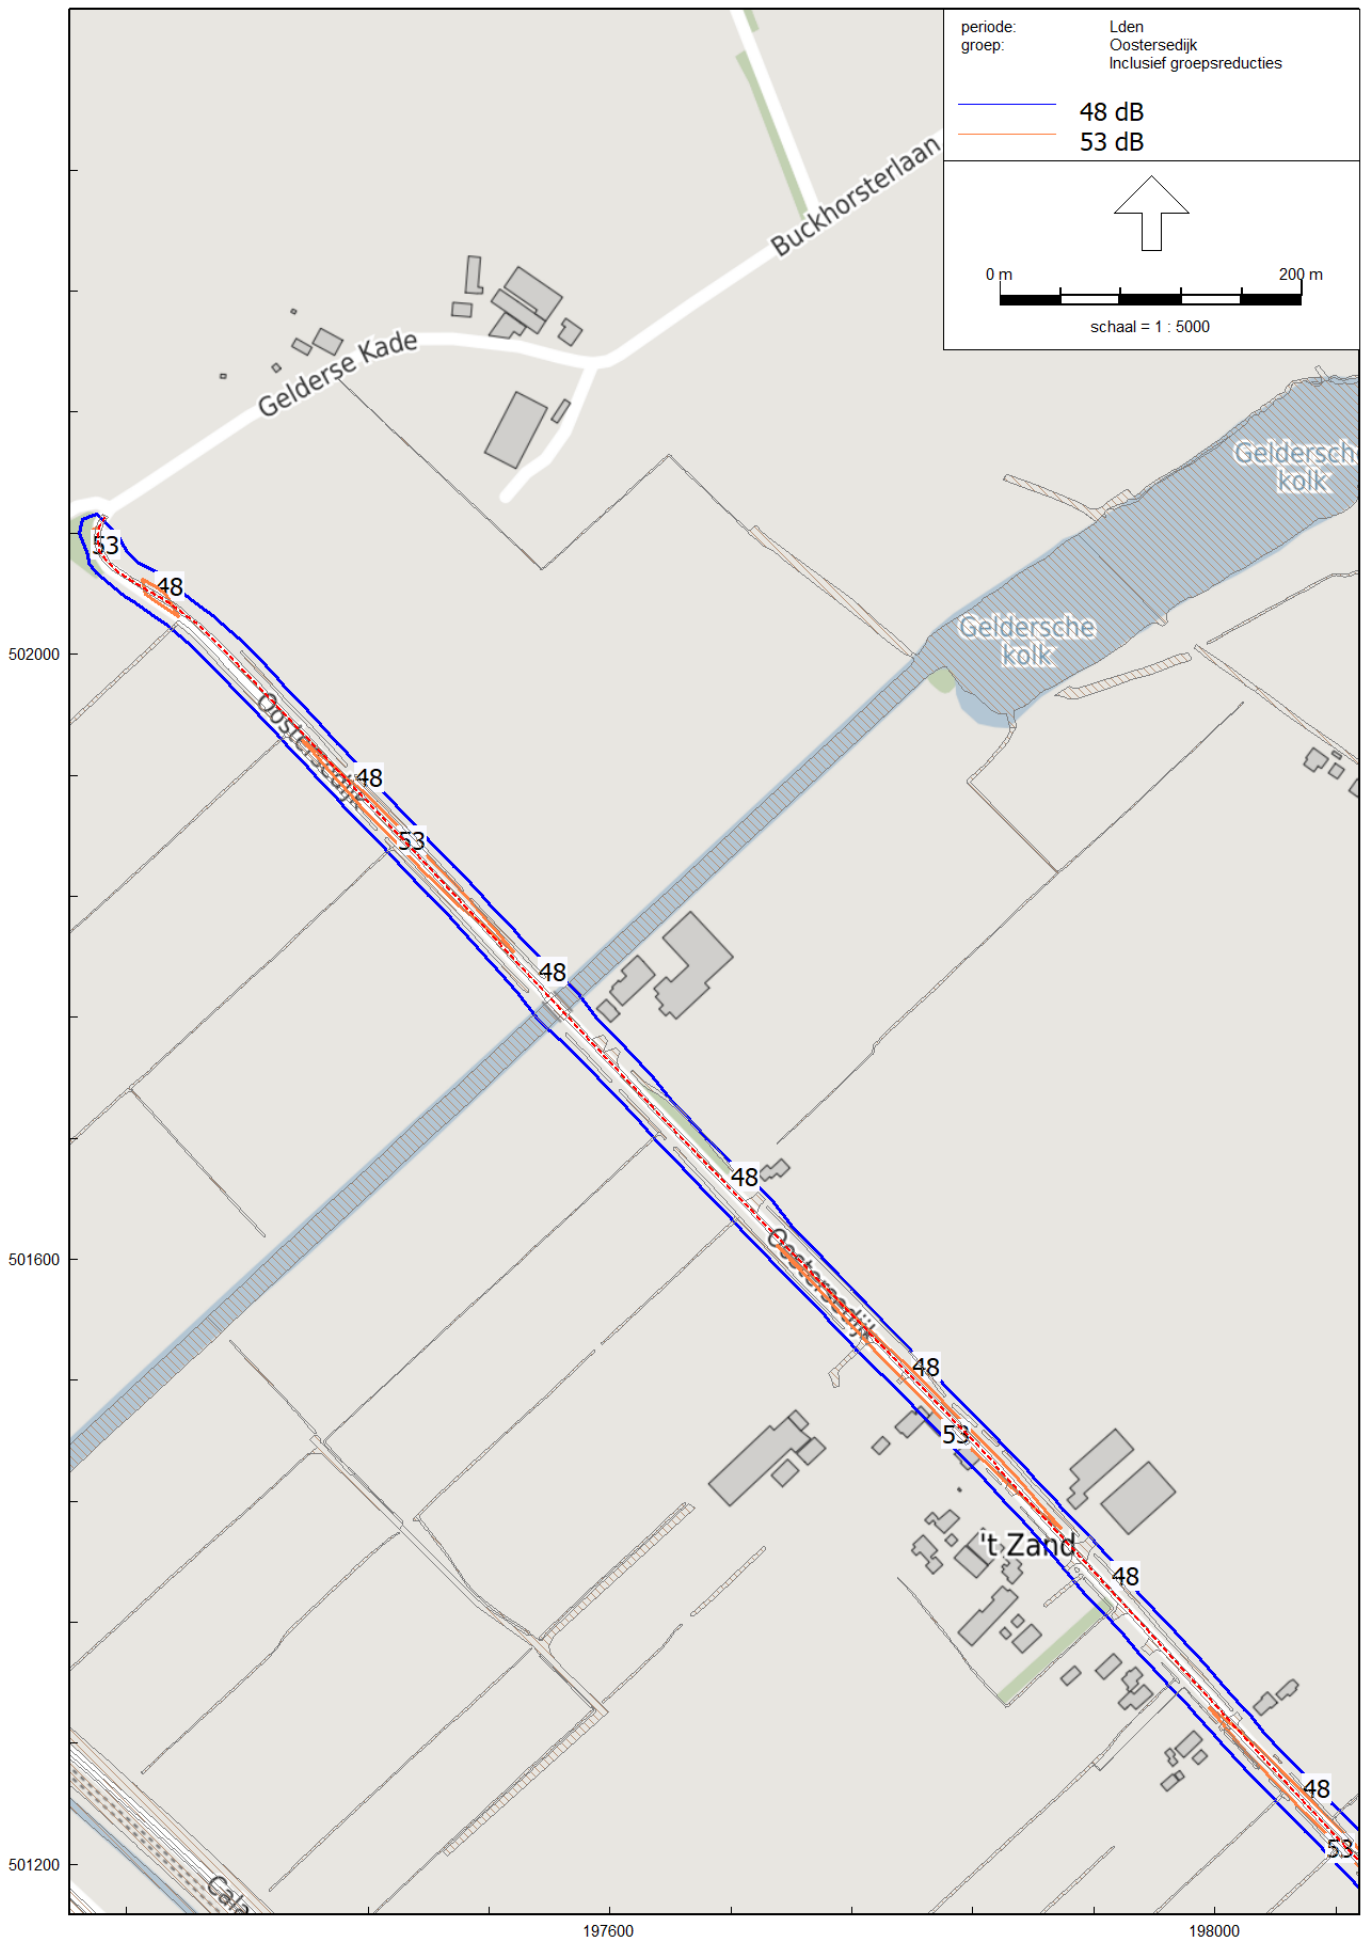 periode: Lden
groep: Oostersedijk
Inclusief groepsreducties
48 dB
53 dB
0 m 200 m
schaal = 1 : 5000
Buckhorsterlaan
Gelderse Kade
Geldersch
kolk
53
48
Geldersche
kolk
502000
Oostersedijk
48
53
48
48
Oostersedijk
501600
48
53
't Zand
48
48
53
501200
Cala
197600 198000